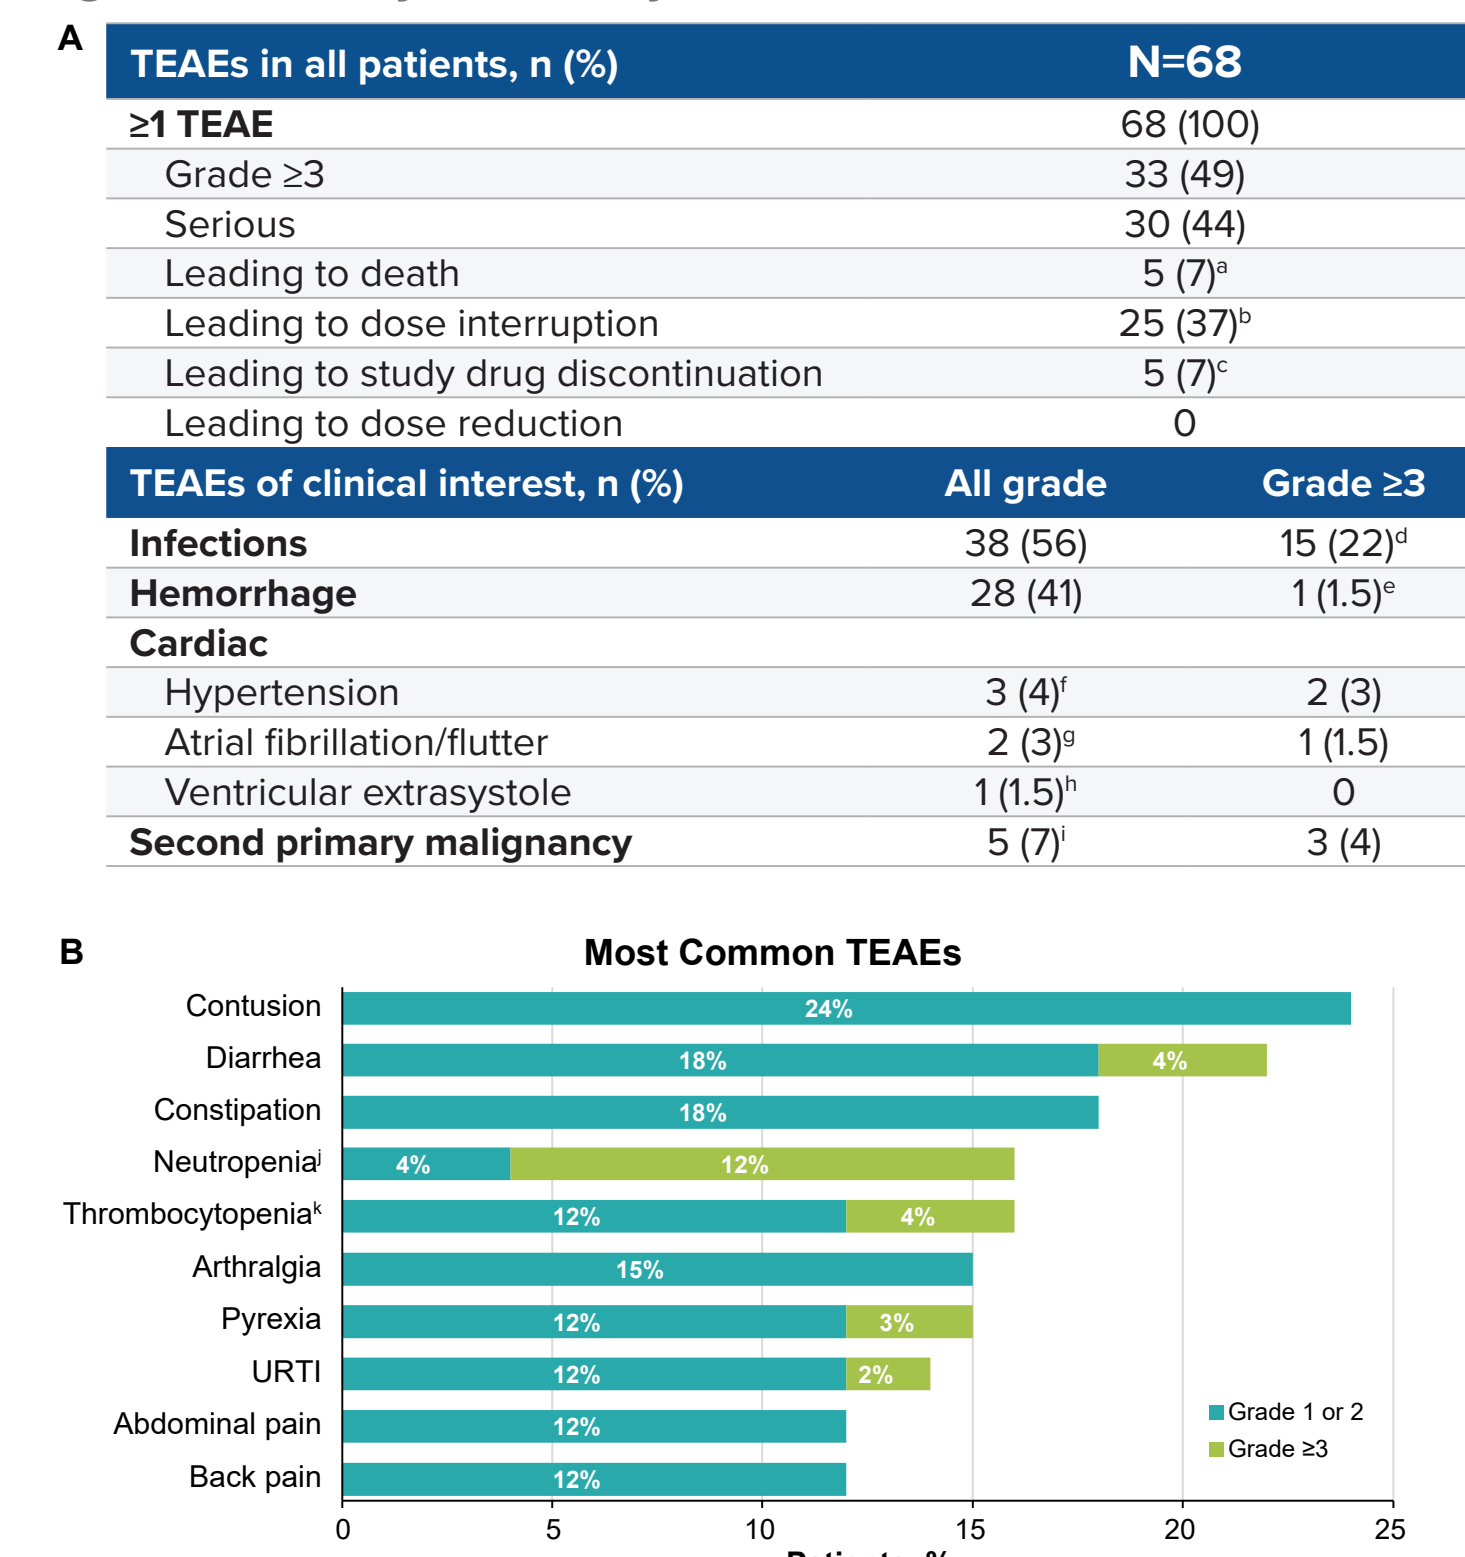 A
TEAEs in all patients, n (%) N=68
≥1 TEAE 68 (100)
Grade ≥3 33 (49)
Serious 30 (44)
Leading to death 5 (7)a
Leading to dose interruption 25 (37)b
Leading to study drug discontinuation 5 (7)c
Leading to dose reduction 0
TEAEs of clinical interest, n (%) All grade Grade ≥3
Infections 38 (56) 15 (22)d
Hemorrhage 28 (41) 1 (1.5)e
Cardiac
Hypertension 3 (4)f 2 (3)
Atrial fibrillation/flutter 2 (3)g 1 (1.5)
Ventricular extrasystole 1 (1.5)h 0
Second primary malignancy 5 (7)i 3 (4)
B
Most Common TEAEs
Contusion 24%
Diarrhea 18% 4%
Constipation 18%
Neutropeniaj 4% 12%
Thrombocytopeniak 12% 4%
Arthralgia 15%
Pyrexia 12% 3%
URTI 12% 2%
Abdominal pain 12%
Back pain 12%
Grade 1 or 2
Grade ≥3
0 5 10 15 20 25